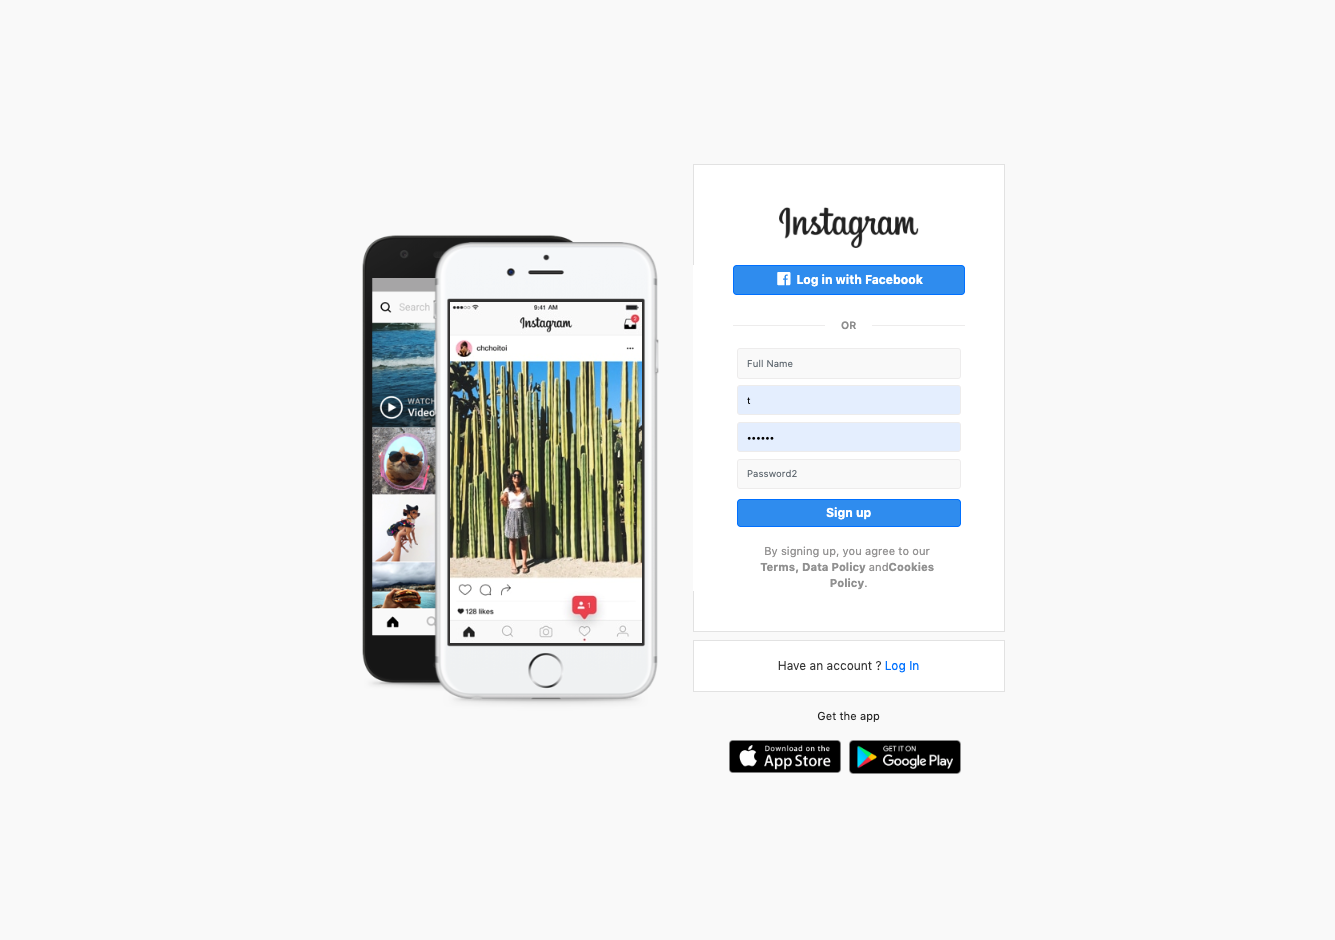 Search
WATCH
Video
9:41 AM
Instagram
2
chchoitoi
1
128 likes
Instagram
Log in with Facebook
OR
Full Name
t
••••••
Password2
Sign up
By signing up, you agree to our
Terms, Data Policy andCookies
Policy.
Have an account ? Log In
Get the app
Download on the
App Store
GET IT ON
Google Play